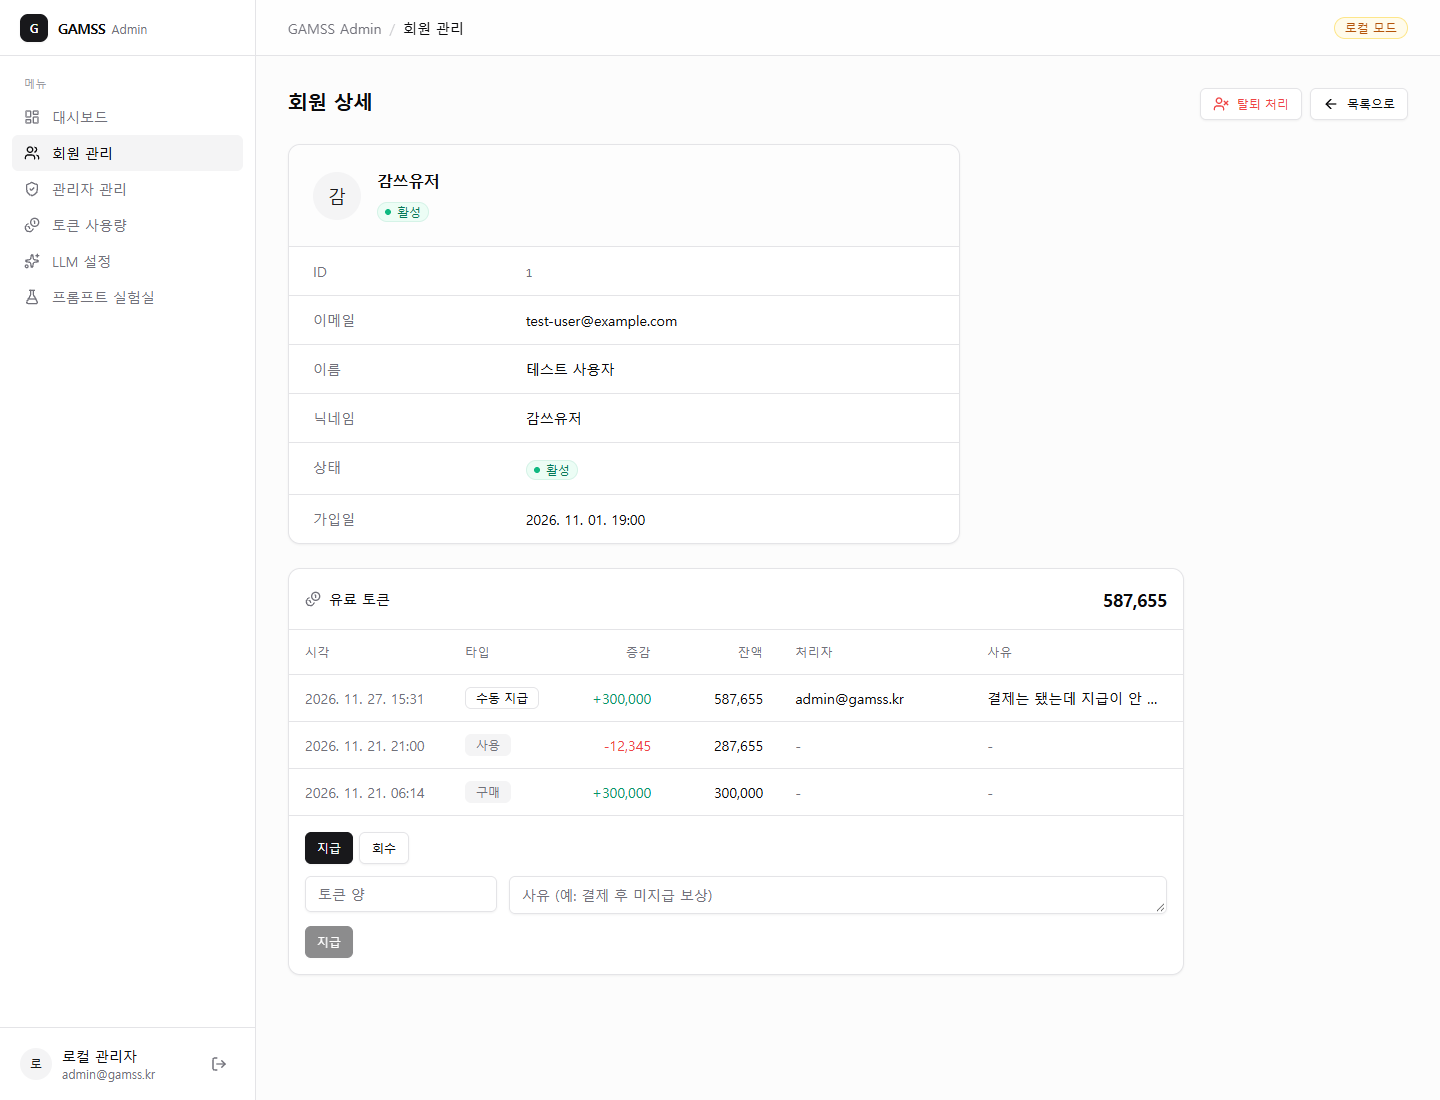 G GAMSS Admin
GAMSS Admin / 회원 관리
로컬 모드
메뉴
대시보드
회원 관리
관리자 관리
토큰 사용량
LLM 설정
프롬프트 실험실
회원 상세
탈퇴 처리
목록으로
감
감쓰유저
활성
ID 1
이메일 test-user@example.com
이름 테스트 사용자
닉네임 감쓰유저
상태 활성
가입일 2026. 11. 01. 19:00
유료 토큰 587,655
시각 타입 증감 잔액 처리자 사유
2026. 11. 27. 15:31 수동 지급 +300,000 587,655 admin@gamss.kr 결제는 됐는데 지급이 안 ...
2026. 11. 21. 21:00 사용 -12,345 287,655 - -
2026. 11. 21. 06:14 구매 +300,000 300,000 - -
지급 회수
토큰 양 사유 (예: 결제 후 미지급 보상)
지급
로 로컬 관리자
admin@gamss.kr